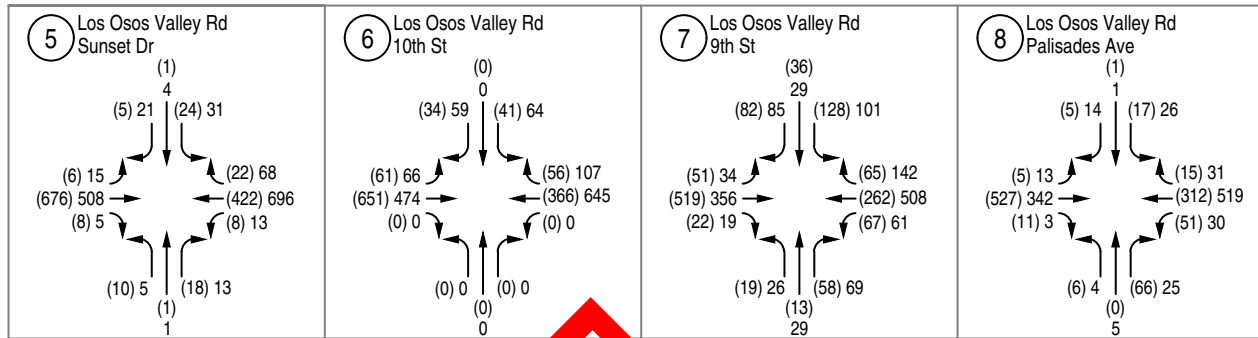 5 Los Osos Valley Rd
Sunset Dr
(1)
4
(5) 21 (24) 31
(6) 15 (22) 68
(676) 508 (422) 696
(8) 5 (8) 13
(10) 5 (18) 13
(1)
1
6 Los Osos Valley Rd
10th St
(0)
0
(34) 59 (41) 64
(61) 66 (56) 107
(651) 474 (366) 645
(0) 0 (0) 0
(0) 0 (0) 0
(0)
0
7 Los Osos Valley Rd
9th St
(36)
29
(82) 85 (128) 101
(51) 34 (65) 142
(519) 356 (262) 508
(22) 19 (67) 61
(19) 26 (58) 69
(13)
29
8 Los Osos Valley Rd
Palisades Ave
(1)
1
(5) 14 (17) 26
(5) 13 (15) 31
(527) 342 (312) 519
(11) 3 (51) 30
(6) 4 (66) 25
(0)
5